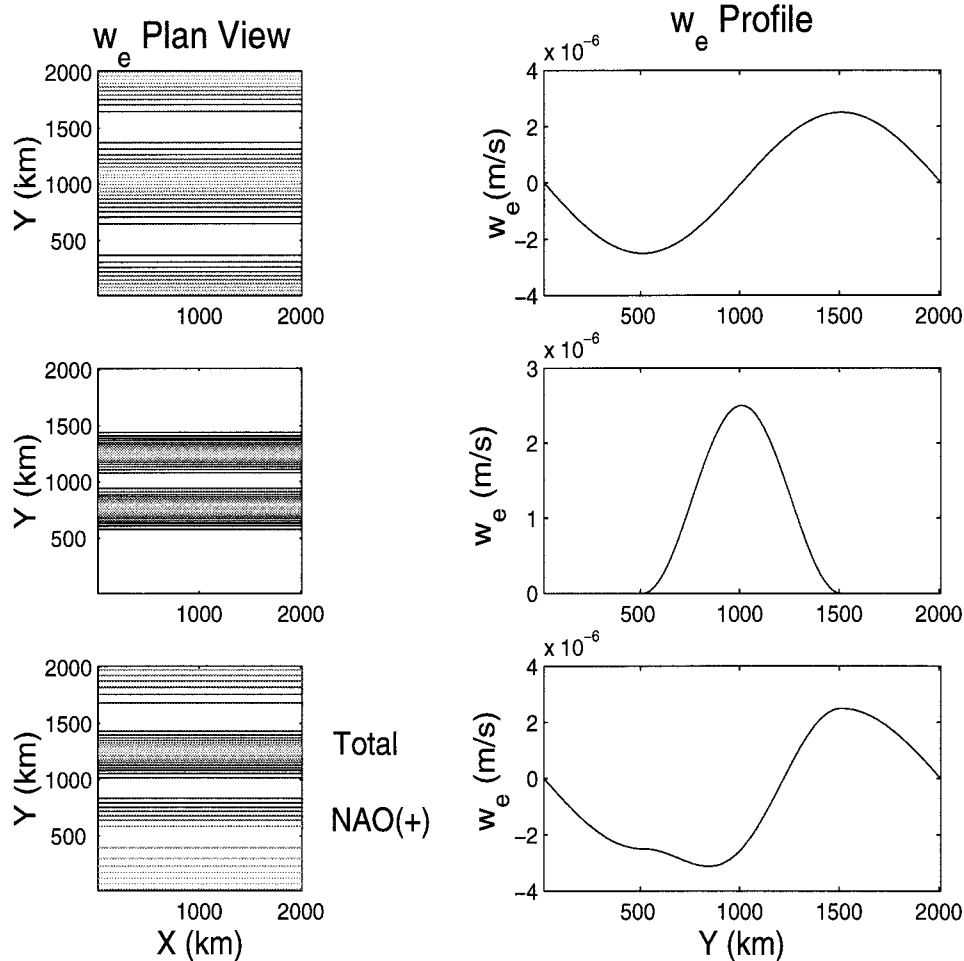 w_e Plan View
2000
1500
1000
500
Y (km)
1000 2000
w_e Profile
x 10^-6
4
2
0
-2
-4
w_e (m/s)
500 1000 1500 2000
2000
1500
1000
500
Y (km)
1000 2000
x 10^-6
3
2
1
0
w_e (m/s)
500 1000 1500 2000
2000
1500
1000
500
Y (km)
1000 2000
X (km)
Total
NAO(+)
x 10^-6
4
2
0
-2
-4
w_e (m/s)
500 1000 1500 2000
Y (km)